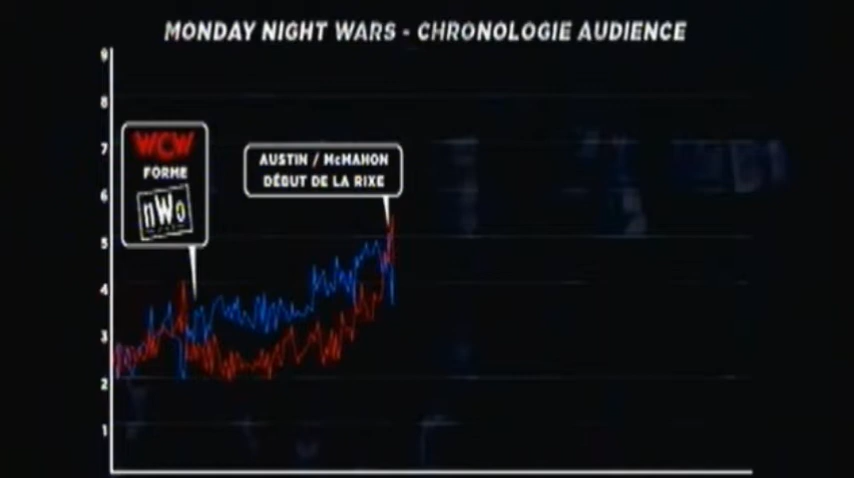 MONDAY NIGHT WARS - CHRONOLOGIE AUDIENCE
9
8
7
6
5
4
3
2
1
WCW
FORME
nWo
AUSTIN / McMAHON
DÉBUT DE LA RIXE